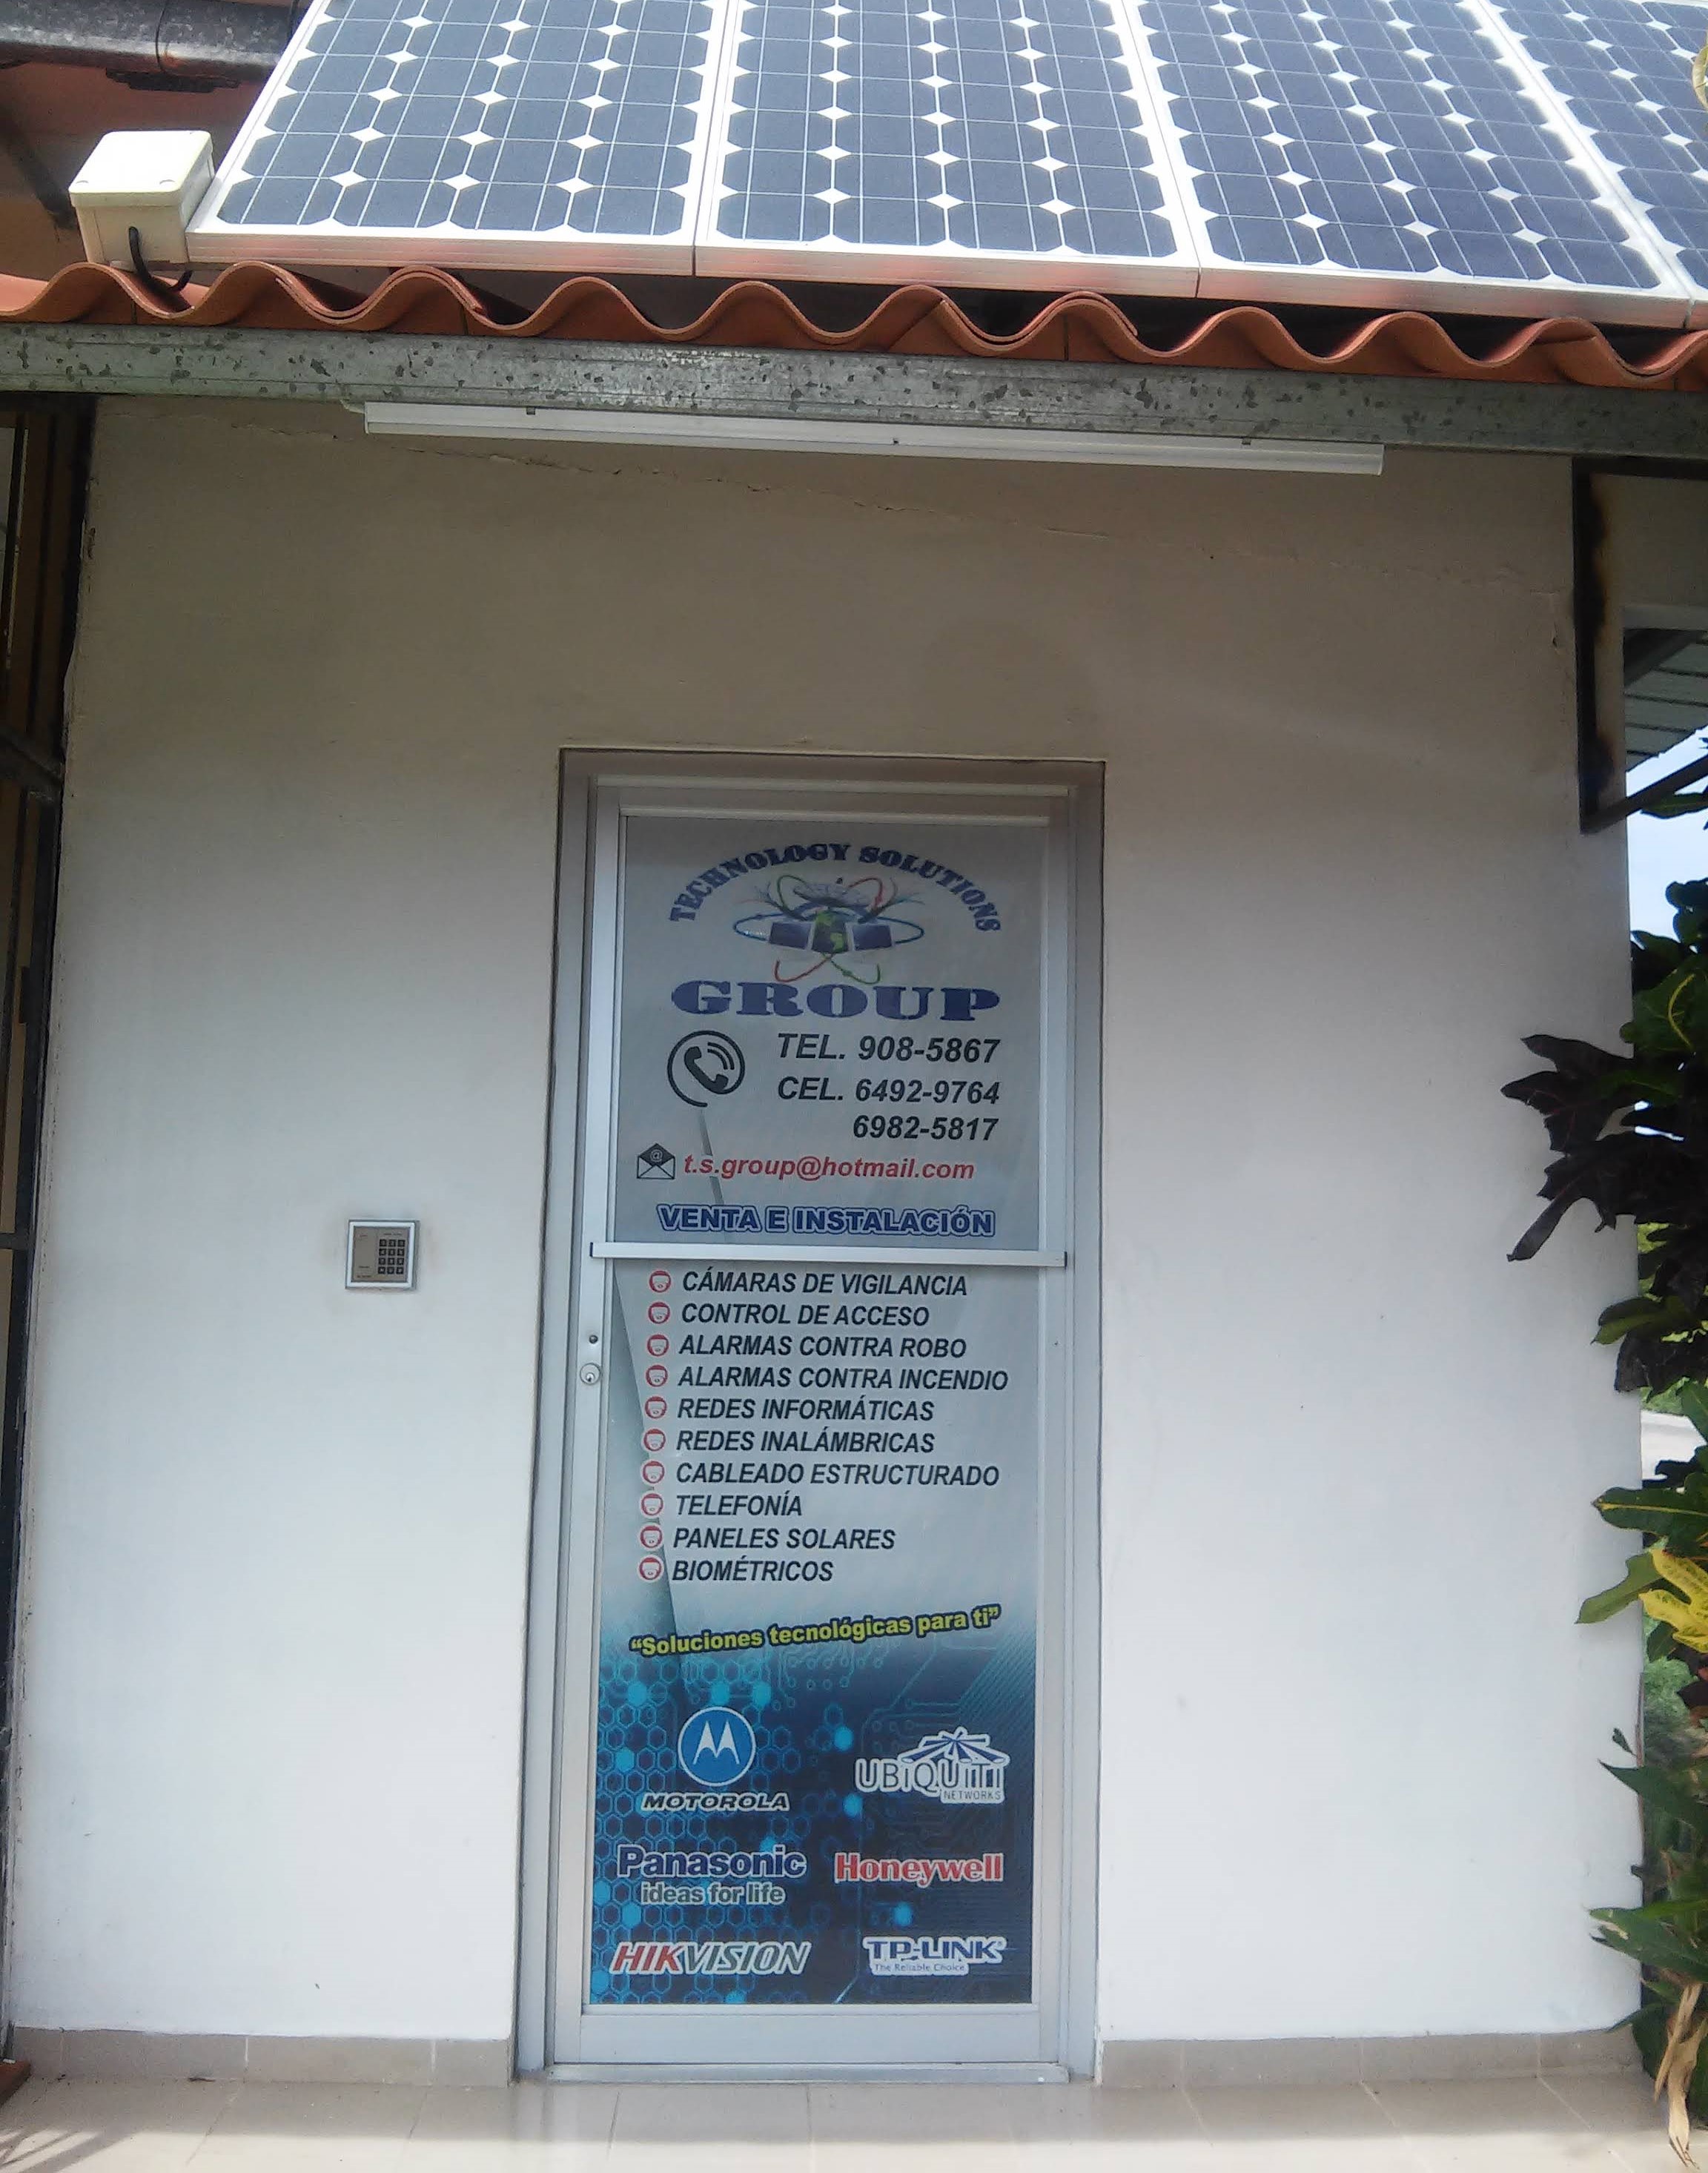 TECHNOLOGY SOLUTIONS
GROUP
TEL. 908-5867
CEL. 6492-9764
6982-5817
t.s.group@hotmail.com
VENTA E INSTALACIÓN
CÁMARAS DE VIGILANCIA
CONTROL DE ACCESO
ALARMAS CONTRA ROBO
ALARMAS CONTRA INCENDIO
REDES INFORMÁTICAS
REDES INALÁMBRICAS
CABLEADO ESTRUCTURADO
TELEFONÍA
PANELES SOLARES
BIOMÉTRICOS
“Soluciones tecnológicas para ti”
MOTOROLA
UBiQUiTi
NETWORKS
Panasonic
ideas for life
Honeywell
HIKVISION
TP-LINK®
The Reliable Choice